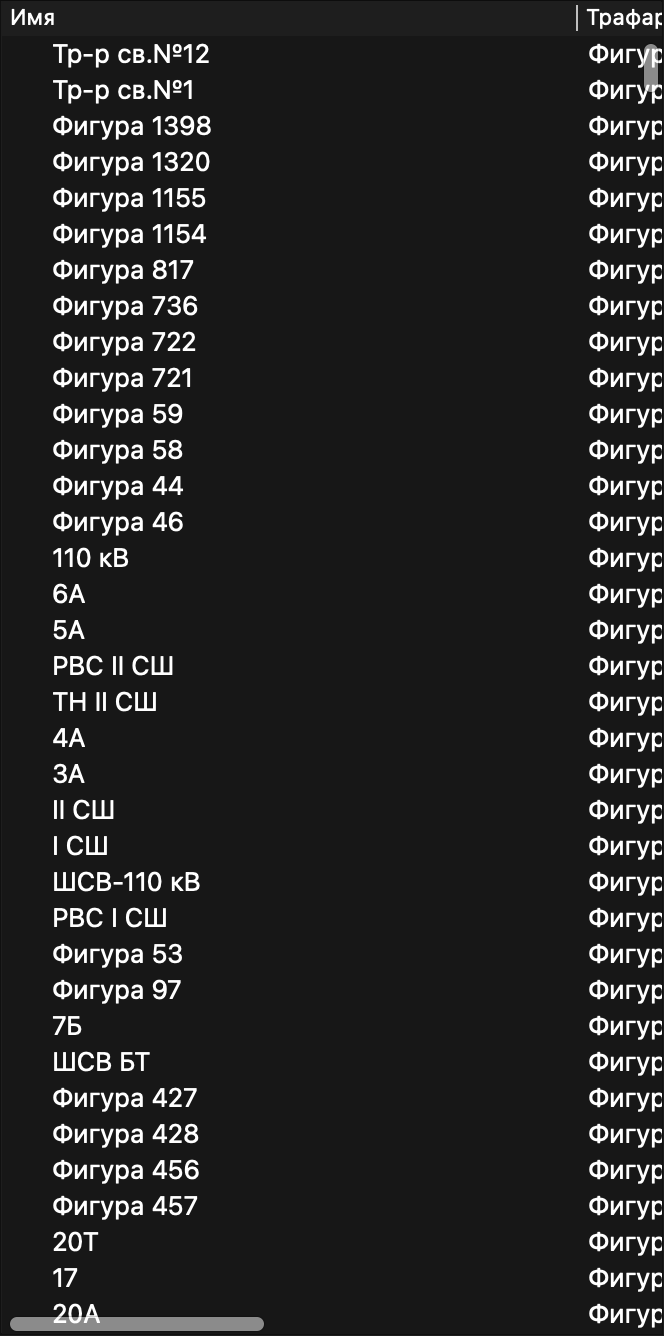 Имя Трафар
Тр-р св.№12 Фигур
Тр-р св.№1 Фигур
Фигура 1398 Фигур
Фигура 1320 Фигур
Фигура 1155 Фигур
Фигура 1154 Фигур
Фигура 817 Фигур
Фигура 736 Фигур
Фигура 722 Фигур
Фигура 721 Фигур
Фигура 59 Фигур
Фигура 58 Фигур
Фигура 44 Фигур
Фигура 46 Фигур
110 кВ Фигур
6А Фигур
5А Фигур
РВС II СШ Фигур
ТН II СШ Фигур
4А Фигур
3А Фигур
II СШ Фигур
I СШ Фигур
ШСВ-110 кВ Фигур
РВС I СШ Фигур
Фигура 53 Фигур
Фигура 97 Фигур
7Б Фигур
ШСВ БТ Фигур
Фигура 427 Фигур
Фигура 428 Фигур
Фигура 456 Фигур
Фигура 457 Фигур
20Т Фигур
17 Фигур
20А Фигур